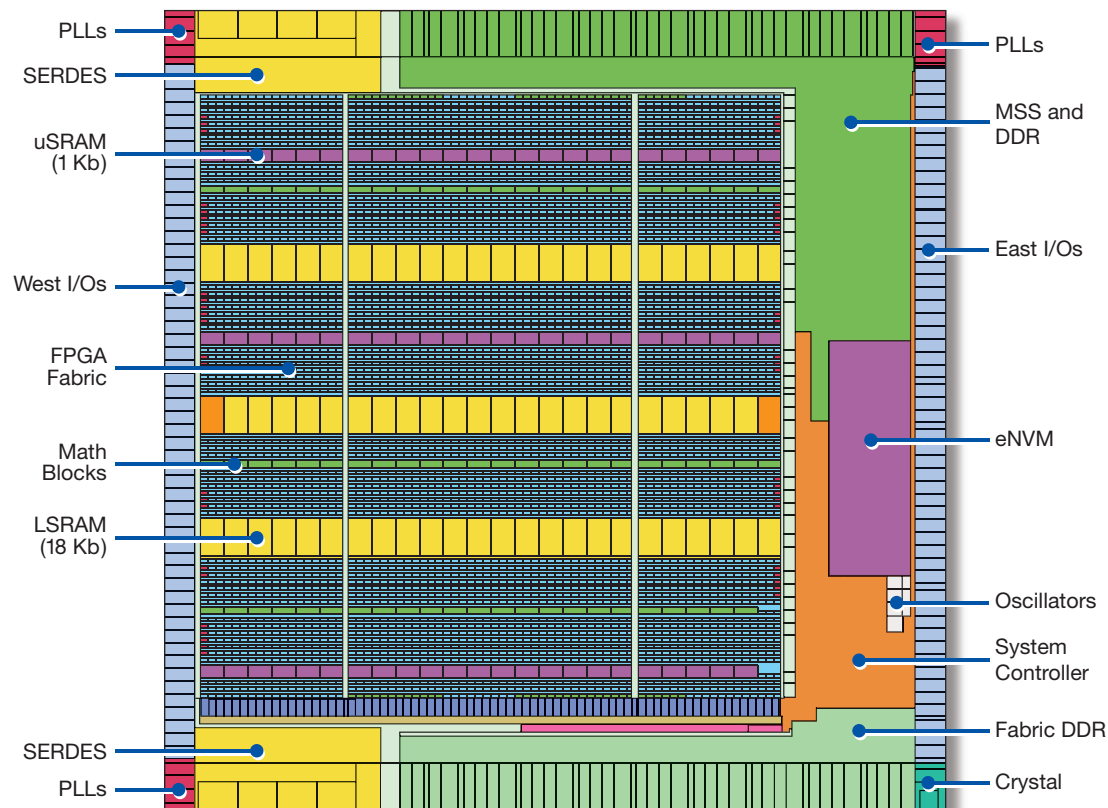 PLLs
SERDES
uSRAM
(1 Kb)
West I/Os
FPGA
Fabric
Math
Blocks
LSRAM
(18 Kb)
SERDES
PLLs
PLLs
MSS and
DDR
East I/Os
eNVM
Oscillators
System
Controller
Fabric DDR
Crystal